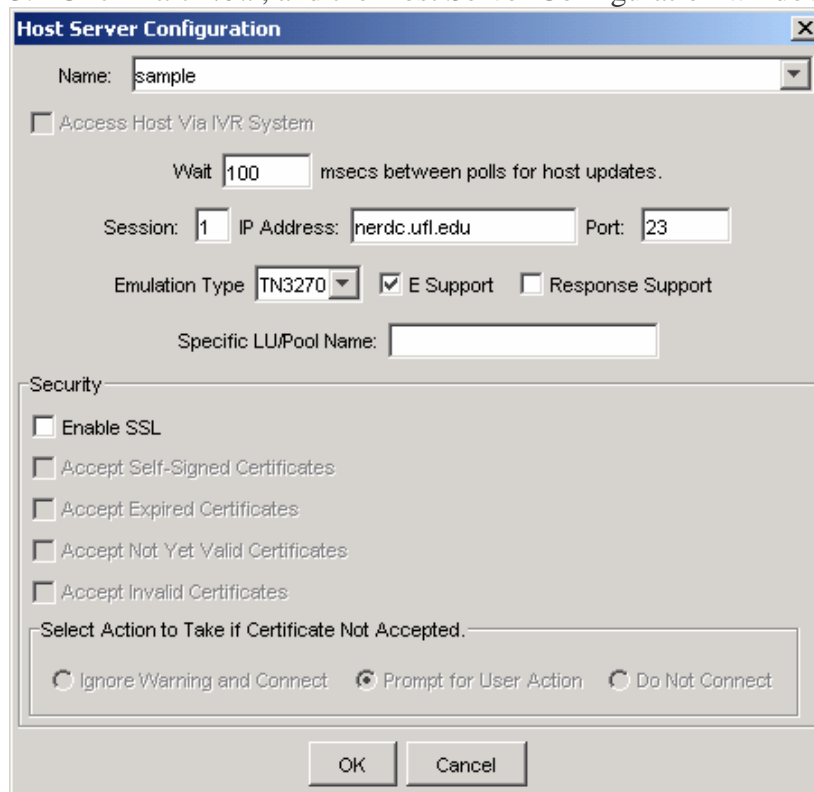 Host Server Configuration
Name: sample
Access Host Via IVR System
Wait 100 msecs between polls for host updates.
Session: 1 IP Address: nerdc.ufl.edu Port: 23
Emulation Type TN3270 E Support Response Support
Specific LU/Pool Name:
Security
Enable SSL
Accept Self-Signed Certificates
Accept Expired Certificates
Accept Not Yet Valid Certificates
Accept Invalid Certificates
Select Action to Take if Certificate Not Accepted.
Ignore Warning and Connect Prompt for User Action Do Not Connect
OK Cancel